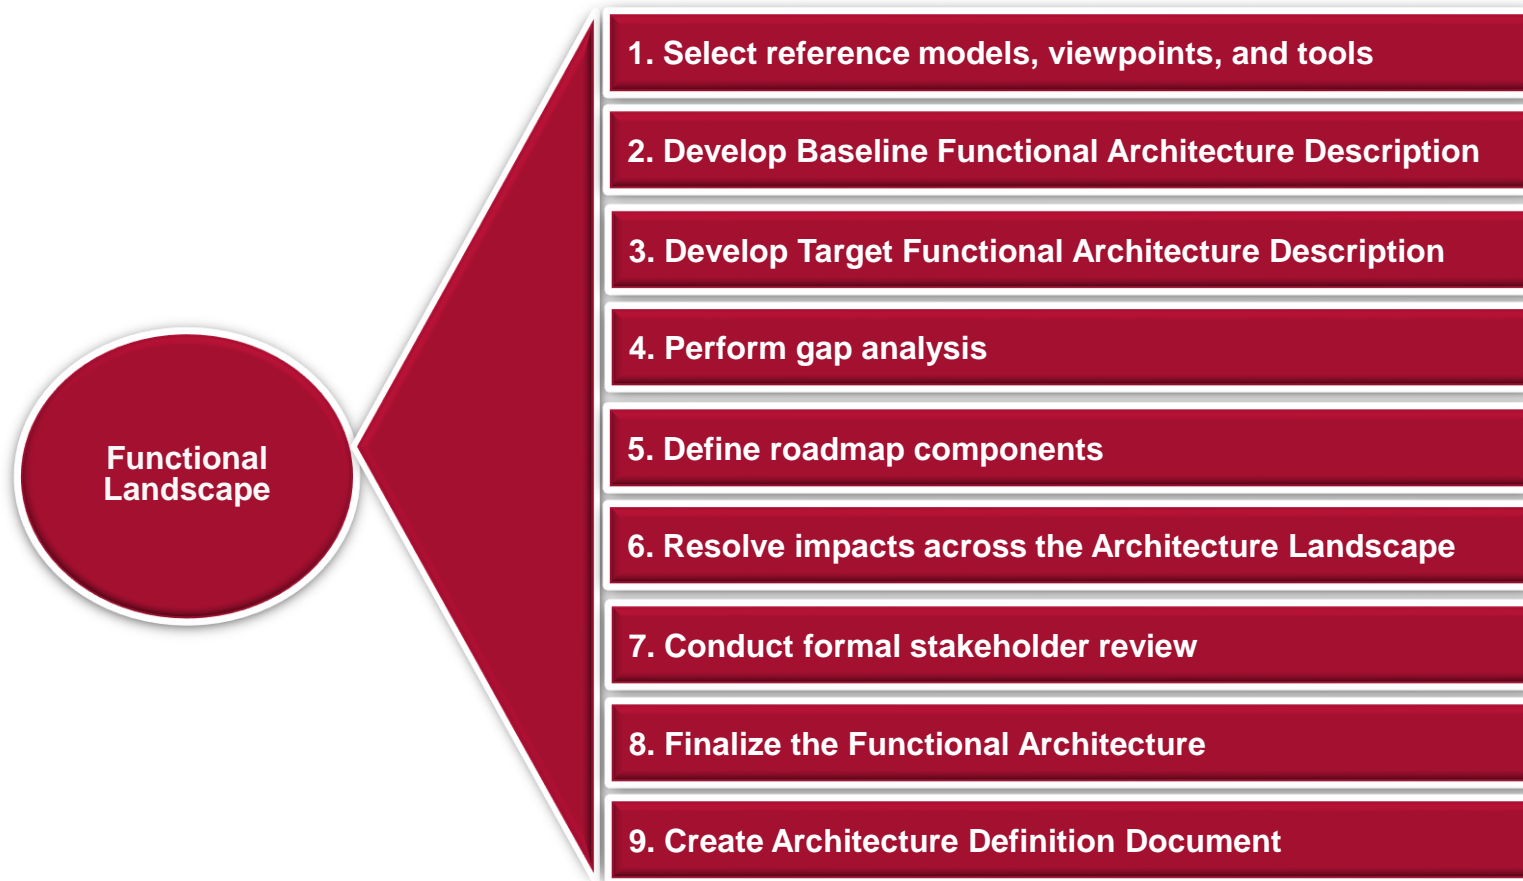 Functional
Landscape
1. Select reference models, viewpoints, and tools
2. Develop Baseline Functional Architecture Description
3. Develop Target Functional Architecture Description
4. Perform gap analysis
5. Define roadmap components
6. Resolve impacts across the Architecture Landscape
7. Conduct formal stakeholder review
8. Finalize the Functional Architecture
9. Create Architecture Definition Document